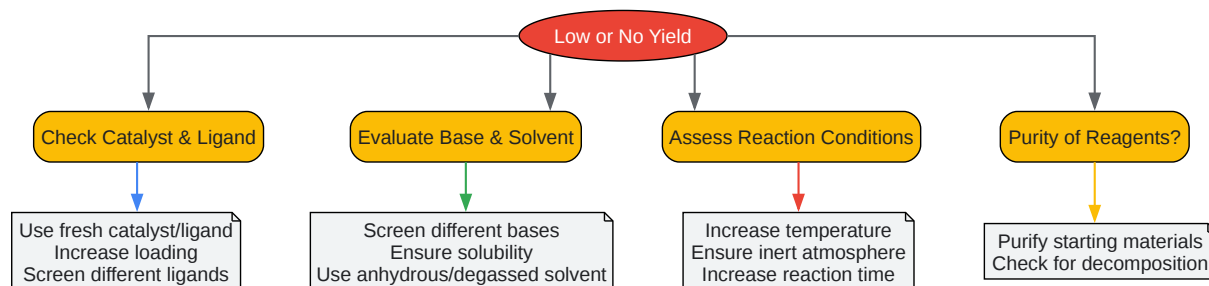 Low or No Yield
Check Catalyst & Ligand
Evaluate Base & Solvent
Assess Reaction Conditions
Purity of Reagents?
Use fresh catalyst/ligand
Increase loading
Screen different ligands
Screen different bases
Ensure solubility
Use anhydrous/degassed solvent
Increase temperature
Ensure inert atmosphere
Increase reaction time
Purify starting materials
Check for decomposition